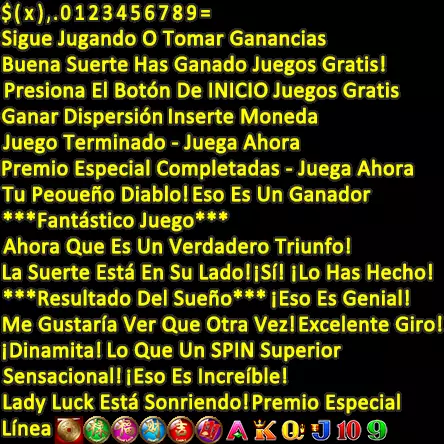 $(x),.0123456789=
Sigue Jugando O Tomar Ganancias
Buena Suerte Has Ganado Juegos Gratis!
Presiona El Botón De INICIO Juegos Gratis
Ganar Dispersión Inserte Moneda
Juego Terminado - Juega Ahora
Premio Especial Completadas - Juega Ahora
Tu Peoueño Diablo! Eso Es Un Ganador
***Fantástico Juego***
Ahora Que Es Un Verdadero Triunfo!
La Suerte Está En Su Lado! ¡Sí! ¡Lo Has Hecho!
***Resultado Del Sueño*** ¡Eso Es Genial!
Me Gustaría Ver Que Otra Vez! Excelente Giro!
¡Dinamita! Lo Que Un SPIN Superior
Sensacional! ¡Eso Es Increíble!
Lady Luck Está Sonriendo! Premio Especial
Línea A K Q J 10 9